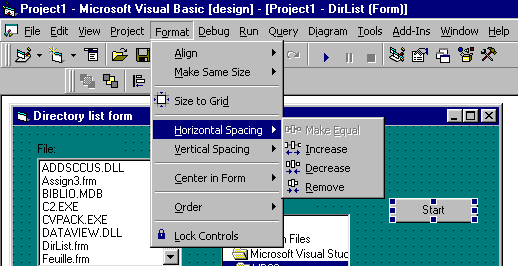 Project1 - Microsoft Visual Basic [design] - [Project1 - DirList (Form)]
File Edit View Project Format Debug Run Query Diagram Tools Add-Ins Window Help
Align
Make Same Size
Size to Grid
Directory list form
Horizontal Spacing
Make Equal
File:
Vertical Spacing
Increase
ADDSCCUS.DLL
Decrease
Assign3.frm
Center in Form
BIBLIO.MDB
Remove
C2.EXE
CVPACK.EXE
Order
Start
DATAVIEW.DLL
Lock Controls
DirList.frm
Files
Feuille.frm
Microsoft Visual Stud